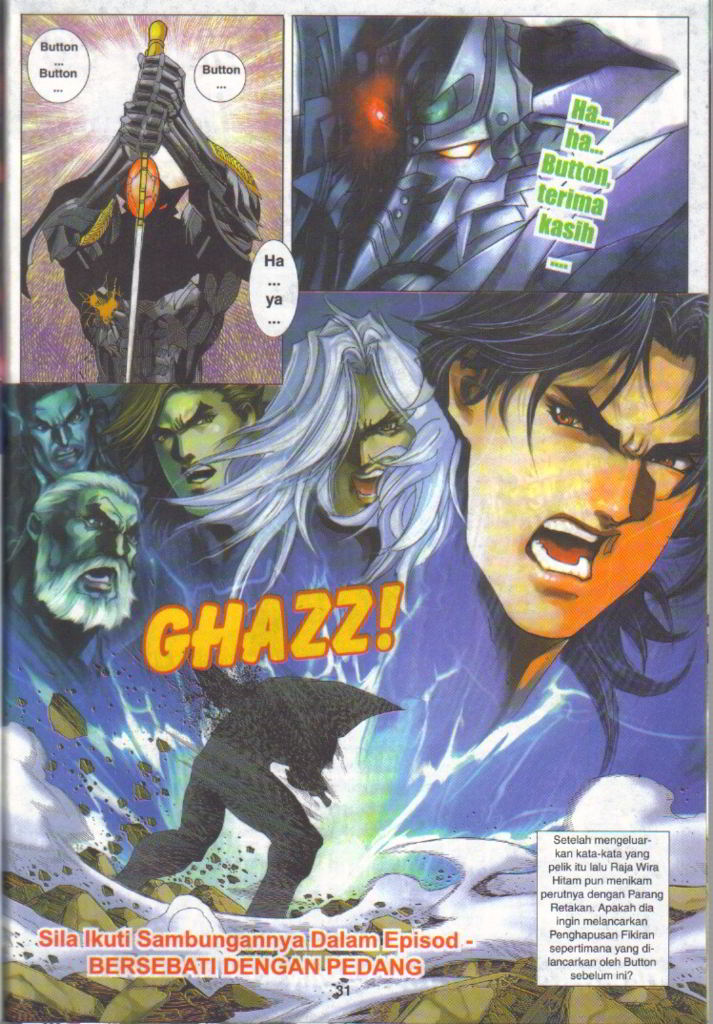 Button
...
Button
...
Button
...
Ha
...
ya
...
Ha...
ha...
Button,
terima
kasih
....
GHAZZ!
Setelah mengeluar-
kan kata-kata yang
pelik itu lalu Raja Wira
Hitam pun menikam
perutnya dengan Parang
Retakan. Apakah dia
ingin melancarkan
Penghapusan Fikiran
sepertimana yang di-
lancarkan oleh Button
sebelum ini?
Sila Ikuti Sambungannya Dalam Episod -
BERSEBATI DENGAN PEDANG
31